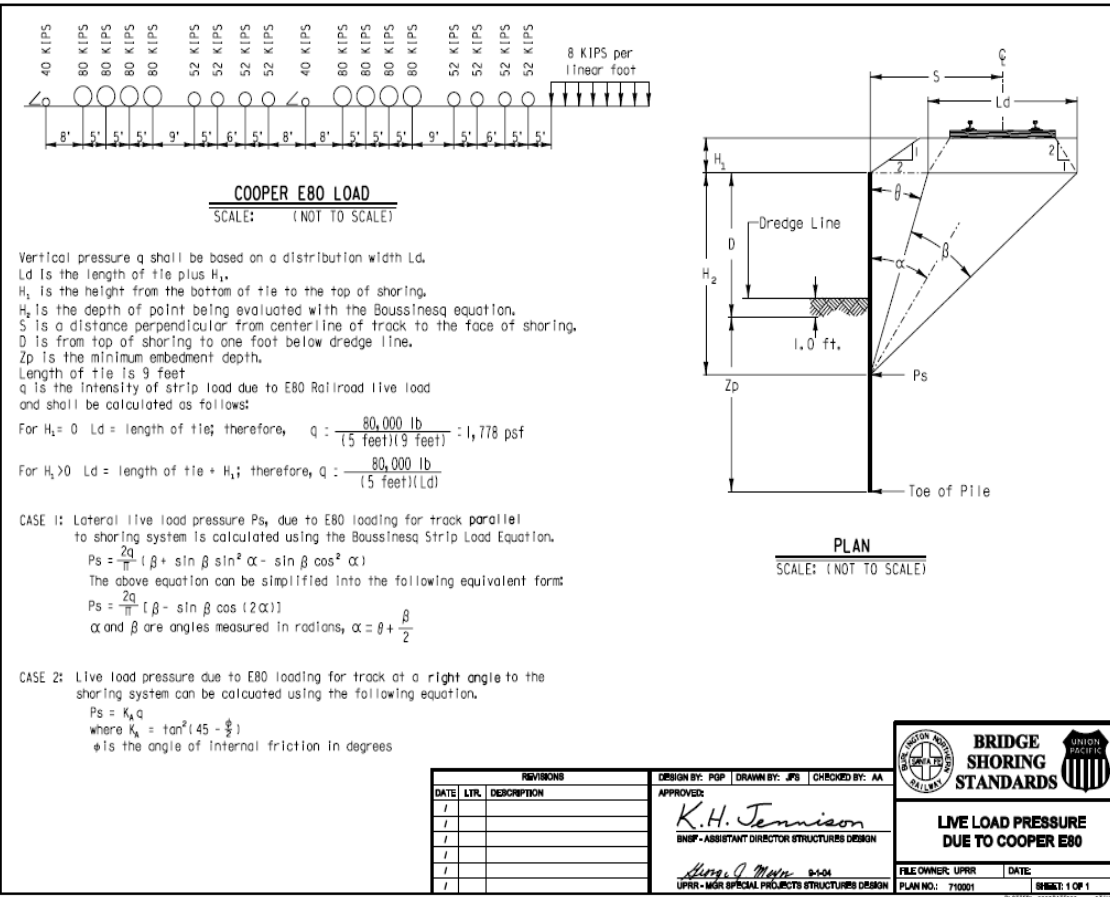 40 KIPS
80 KIPS
80 KIPS
80 KIPS
80 KIPS
52 KIPS
52 KIPS
52 KIPS
52 KIPS
40 KIPS
80 KIPS
80 KIPS
80 KIPS
80 KIPS
52 KIPS
52 KIPS
52 KIPS
52 KIPS
8 KIPS per
linear foot
8' 5' 5' 5' 9' 5' 6' 5' 8' 8' 5' 5' 5' 9' 5' 6' 5' 5'
COOPER E80 LOAD
SCALE: (NOT TO SCALE)
Vertical pressure q shall be based on a distribution width Ld.
Ld is the length of tie plus H₁.
H₁ is the height from the bottom of tie to the top of shoring.
H₂ is the depth of point being evaluated with the Boussinesq equation.
S is a distance perpendicular from centerline of track to the face of shoring.
D is from top of shoring to one foot below dredge line.
Zp is the minimum embedment depth.
Length of tie is 9 feet
q is the intensity of strip load due to E80 Railroad live load
and shall be calculated as follows:
For H₁= 0 Ld = length of tie; therefore, q = 80,000 lb / (5 feet)(9 feet) = 1,778 psf
For H₁>0 Ld = length of tie + H₁; therefore, q = 80,000 lb / (5 feet)(Ld)
CASE 1: Lateral live load pressure Ps, due to E80 loading for track parallel
to shoring system is calculated using the Boussinesq Strip Load Equation.
Ps = 2q/π (β + sin β sin² α - sin β cos² α)
The above equation can be simplified into the following equivalent form:
Ps = 2q/π [β - sin β cos (2α)]
α and β are angles measured in radians, α = θ + β/2
CASE 2: Live load pressure due to E80 loading for track at a right angle to the
shoring system can be calcuated using the following equation.
Ps = K_A q
where K_A = tan²(45 - φ/2)
φ is the angle of internal friction in degrees
℄
S
Ld
H₁
1
2
2
1
θ
Dredge Line
D
β
α
H₂
1.0 ft.
Ps
Zp
Toe of Pile
PLAN
SCALE: (NOT TO SCALE)
REVISIONS
DATE LTR. DESCRIPTION
/
/
/
/
/
/
DESIGN BY: PGP DRAWN BY: JFS CHECKED BY: AA
APPROVED:
K.H. Jennison
BNSF - ASSISTANT DIRECTOR STRUCTURES DESIGN
9-1-04
UPRR - MGR SPECIAL PROJECTS STRUCTURES DESIGN
BURLINGTON NORTHERN
SANTA FE
RAILWAY
BRIDGE
SHORING
STANDARDS
UNION
PACIFIC
LIVE LOAD PRESSURE
DUE TO COOPER E80
FILE OWNER: UPRR DATE:
PLAN NO.: 710001 SHEET: 1 OF 1